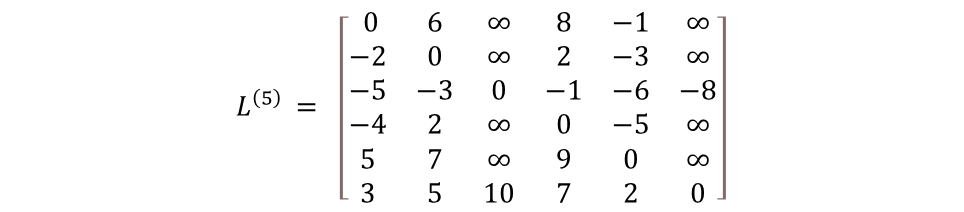 0 6 ∞ 8 −1 ∞
−2 0 ∞ 2 −3 ∞
L⁽⁵⁾ = −5 −3 0 −1 −6 −8
−4 2 ∞ 0 −5 ∞
5 7 ∞ 9 0 ∞
3 5 10 7 2 0